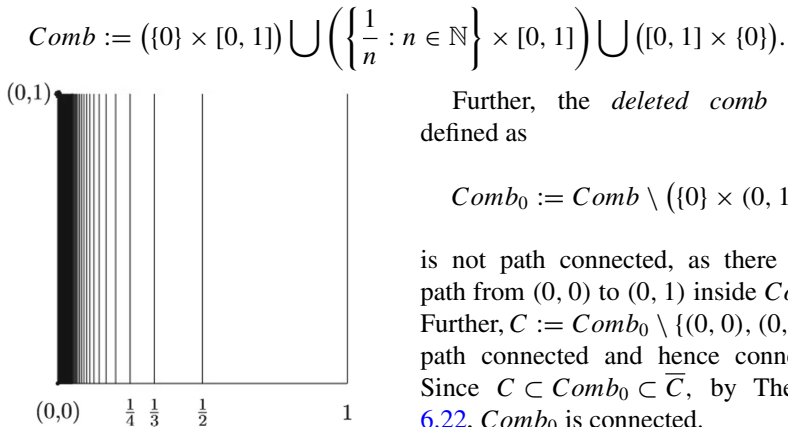 Comb := ({0} × [0, 1]) ⋃ ({1/n : n ∈ ℕ} × [0, 1]) ⋃ ([0, 1] × {0}).
(0,1)
(0,0)
1/4 1/3 1/2 1
Further, the deleted comb
defined as
Comb₀ := Comb \ ({0} × (0, 1
is not path connected, as there
path from (0, 0) to (0, 1) inside
Further, C := Comb₀ \ {(0, 0), (0,
path connected and hence
Since C ⊂ Comb₀ ⊂ C̅, by
6.22, Comb₀ is connected.